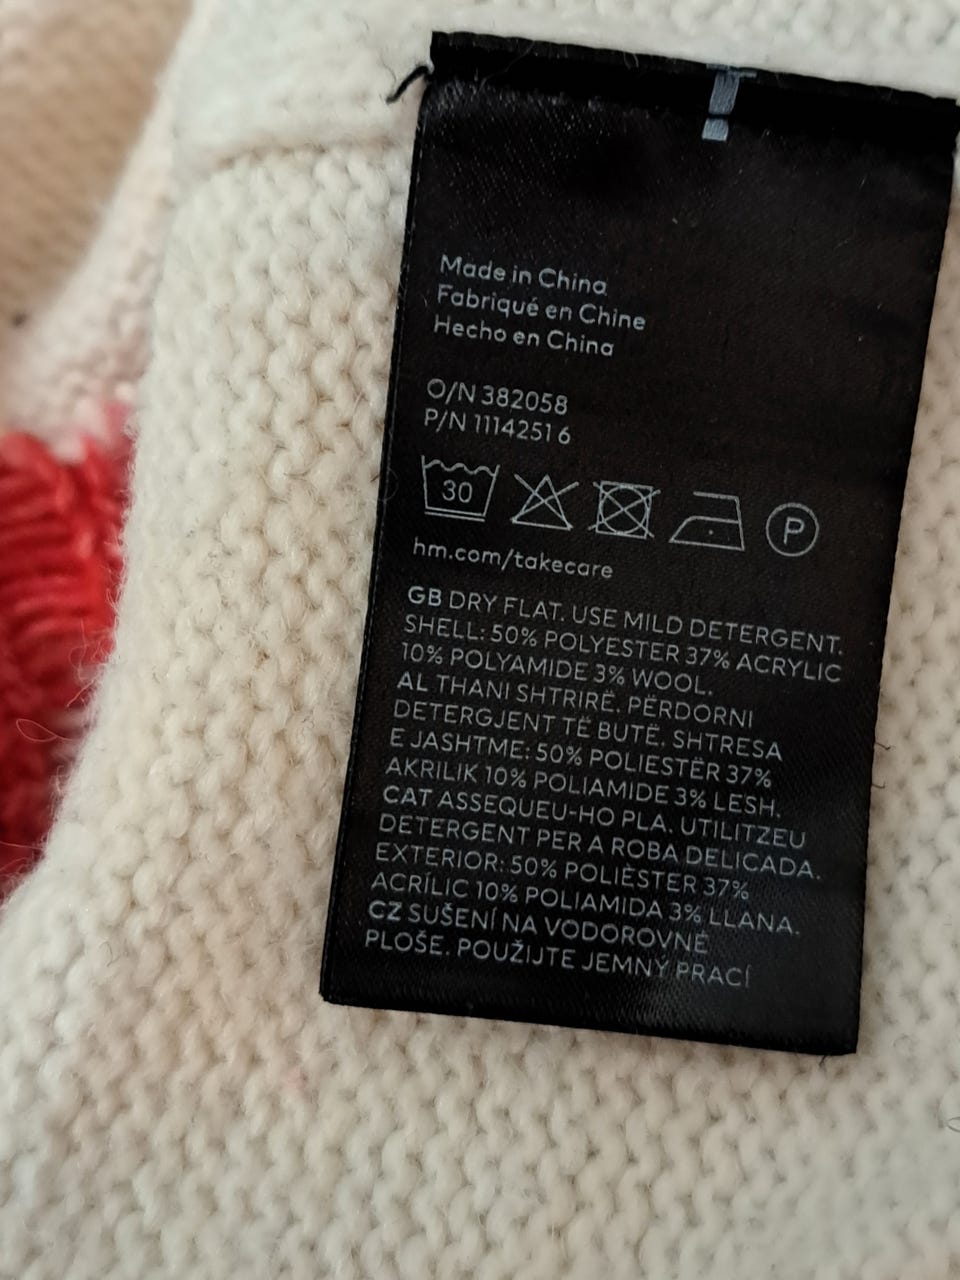 Made in China
Fabriqué en Chine
Hecho en China
O/N 382058
P/N 11142516
30
P
hm.com/takecare
GB DRY FLAT. USE MILD DETERGENT.
SHELL: 50% POLYESTER 37% ACRYLIC
10% POLYAMIDE 3% WOOL.
AL THANI SHTRIRË. PËRDORNI
DETERGJENT TË BUTË. SHTRESA
E JASHTME: 50% POLIESTËR 37%
AKRILIK 10% POLIAMIDE 3% LESH.
CAT ASSEQUEU-HO PLA. UTILITZEU
DETERGENT PER A ROBA DELICADA.
EXTERIOR: 50% POLIÈSTER 37%
ACRÍLIC 10% POLIAMIDA 3% LLANA.
CZ SUŠENÍ NA VODOROVNÉ
PLOŠE. POUŽIJTE JEMNÝ PRACÍ